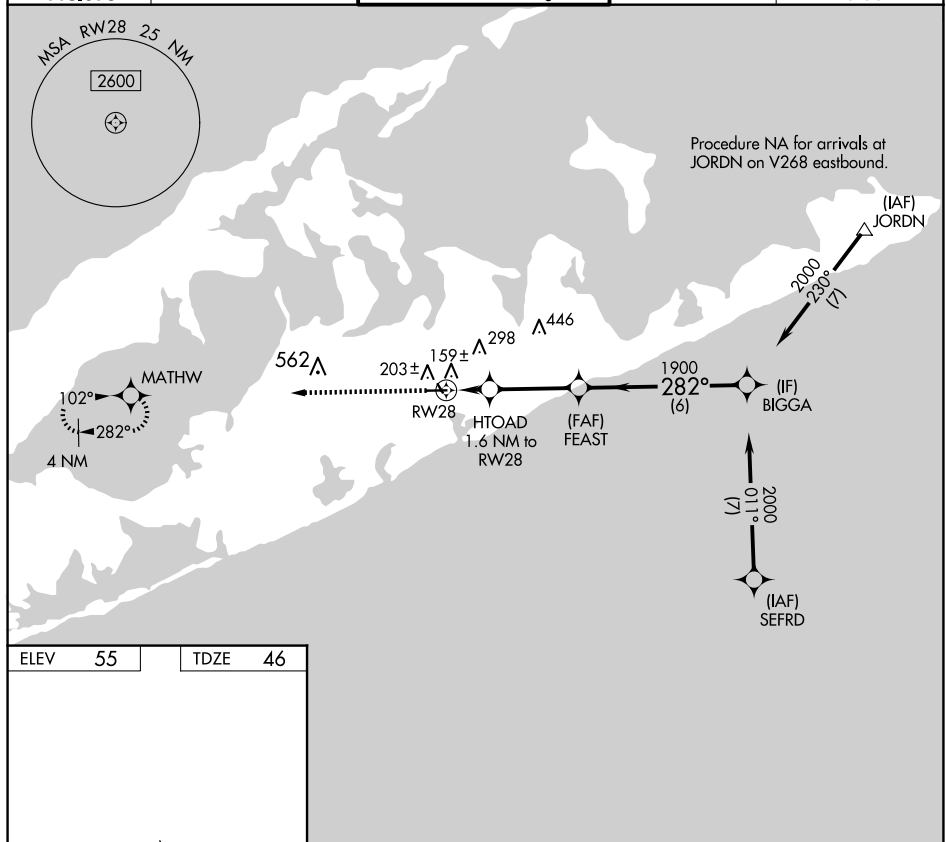 MSA RW28 25 NM
2600
Procedure NA for arrivals at
JORDN on V268 eastbound.
(IAF)
JORDN
2000
230°
(7)
446
298
159±
203±
562
MATHW
102°
282°
4 NM
RW28
HTOAD
1.6 NM to
RW28
(FAF)
FEAST
1900
282°
(6)
(IF)
BIGGA
2000
011°
(7)
(IAF)
SEFRD
ELEV 55
TDZE 46